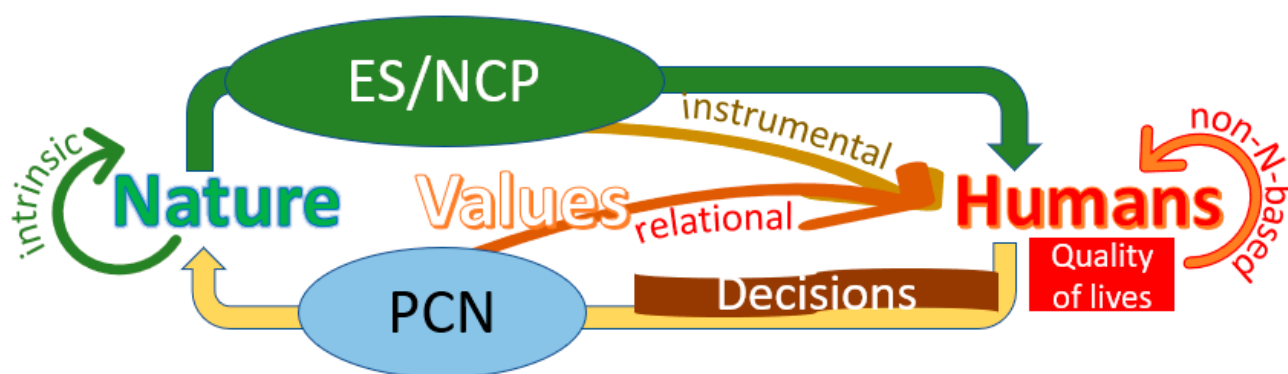 ES/NCP
instrumental
intrinsic
non-N-based
Nature
Values
Humans
relational
Quality
of lives
Decisions
PCN